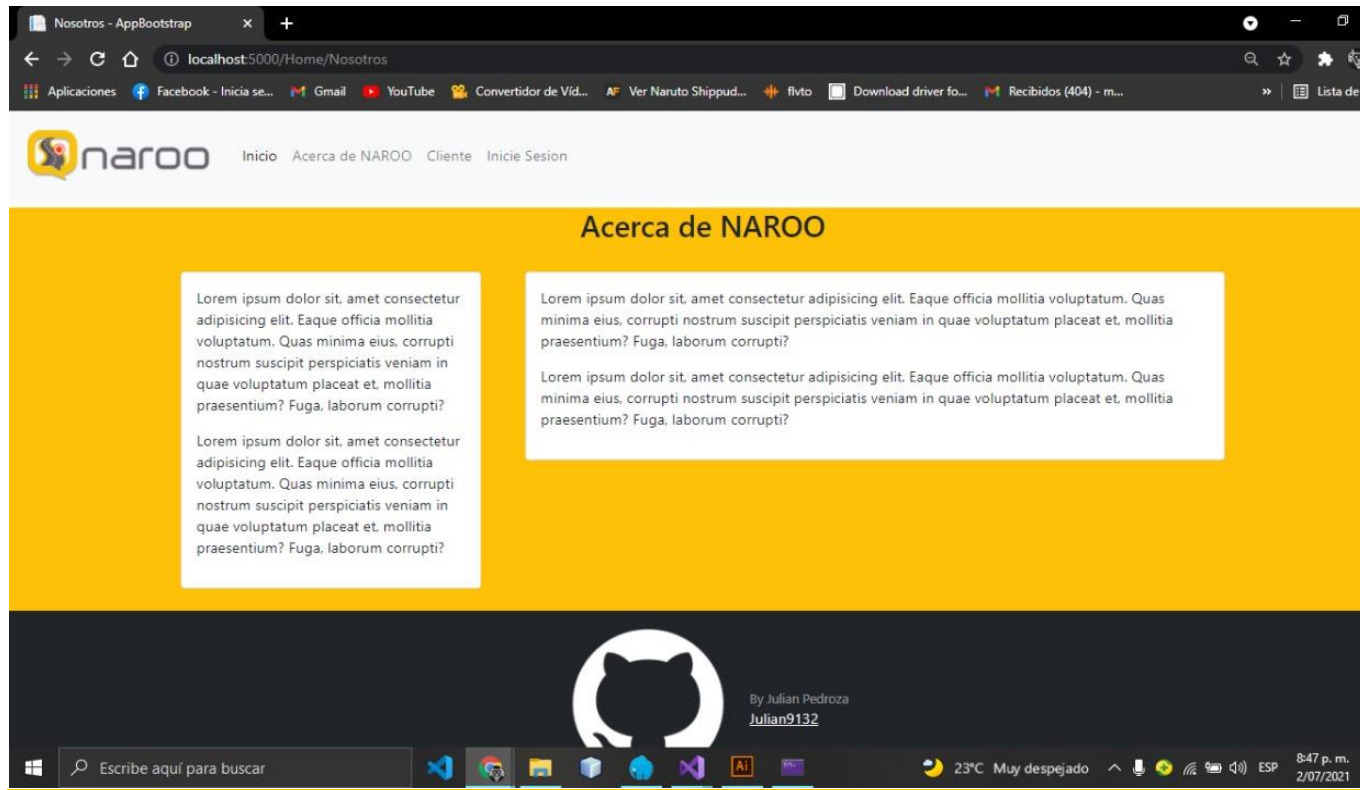 Nosotros - AppBootstrap
localhost:5000/Home/Nosotros
Aplicaciones
Facebook - Inicia se...
Gmail
YouTube
Convertidor de Víd...
AF Ver Naruto Shippud...
flvto
Download driver fo...
Recibidos (404) - m...
»
Lista de
naroo
Inicio Acerca de NAROO Cliente Inicie Sesion
Acerca de NAROO
Lorem ipsum dolor sit, amet consectetur
adipisicing elit. Eaque officia mollitia
voluptatum. Quas minima eius, corrupti
nostrum suscipit perspiciatis veniam in
quae voluptatum placeat et, mollitia
praesentium? Fuga, laborum corrupti?
Lorem ipsum dolor sit, amet consectetur
adipisicing elit. Eaque officia mollitia
voluptatum. Quas minima eius, corrupti
nostrum suscipit perspiciatis veniam in
quae voluptatum placeat et, mollitia
praesentium? Fuga, laborum corrupti?
Lorem ipsum dolor sit, amet consectetur adipisicing elit. Eaque officia mollitia voluptatum. Quas
minima eius, corrupti nostrum suscipit perspiciatis veniam in quae voluptatum placeat et, mollitia
praesentium? Fuga, laborum corrupti?
Lorem ipsum dolor sit, amet consectetur adipisicing elit. Eaque officia mollitia voluptatum. Quas
minima eius, corrupti nostrum suscipit perspiciatis veniam in quae voluptatum placeat et, mollitia
praesentium? Fuga, laborum corrupti?
By Julian Pedroza
Julian9132
Escribe aquí para buscar
Ai
23°C Muy despejado
ESP
8:47 p. m.
2/07/2021